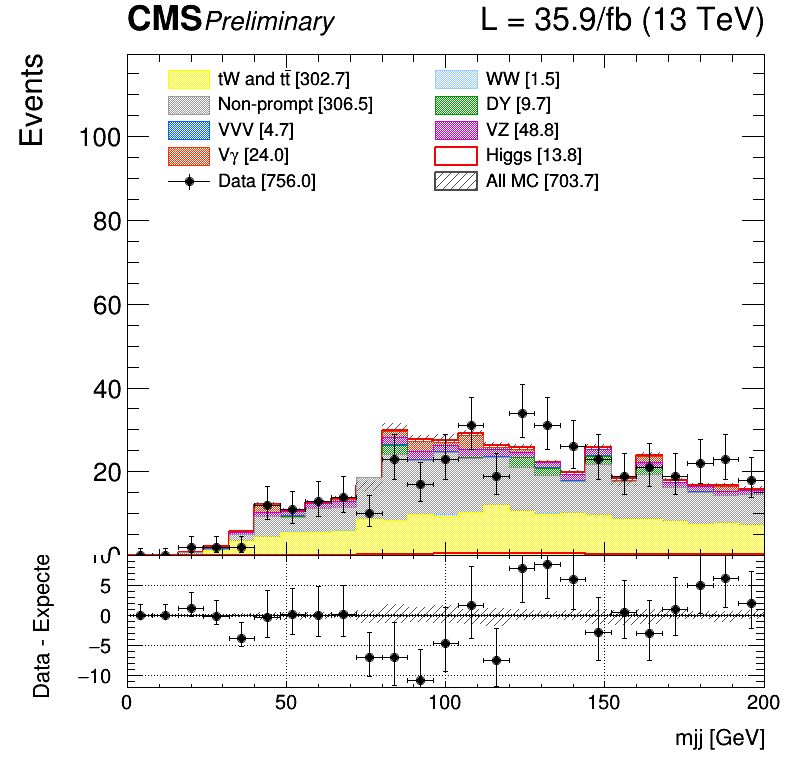 CMS Preliminary L = 35.9/fb (13 TeV)
Events
tW and tt̄ [302.7] WW [1.5]
Non-prompt [306.5] DY [9.7]
VVV [4.7] VZ [48.8]
Vγ [24.0] Higgs [13.8]
Data [756.0] All MC [703.7]
100
80
60
40
20
0
Data - Expecte
10
5
0
−5
−10
0 50 100 150 200
mjj [GeV]